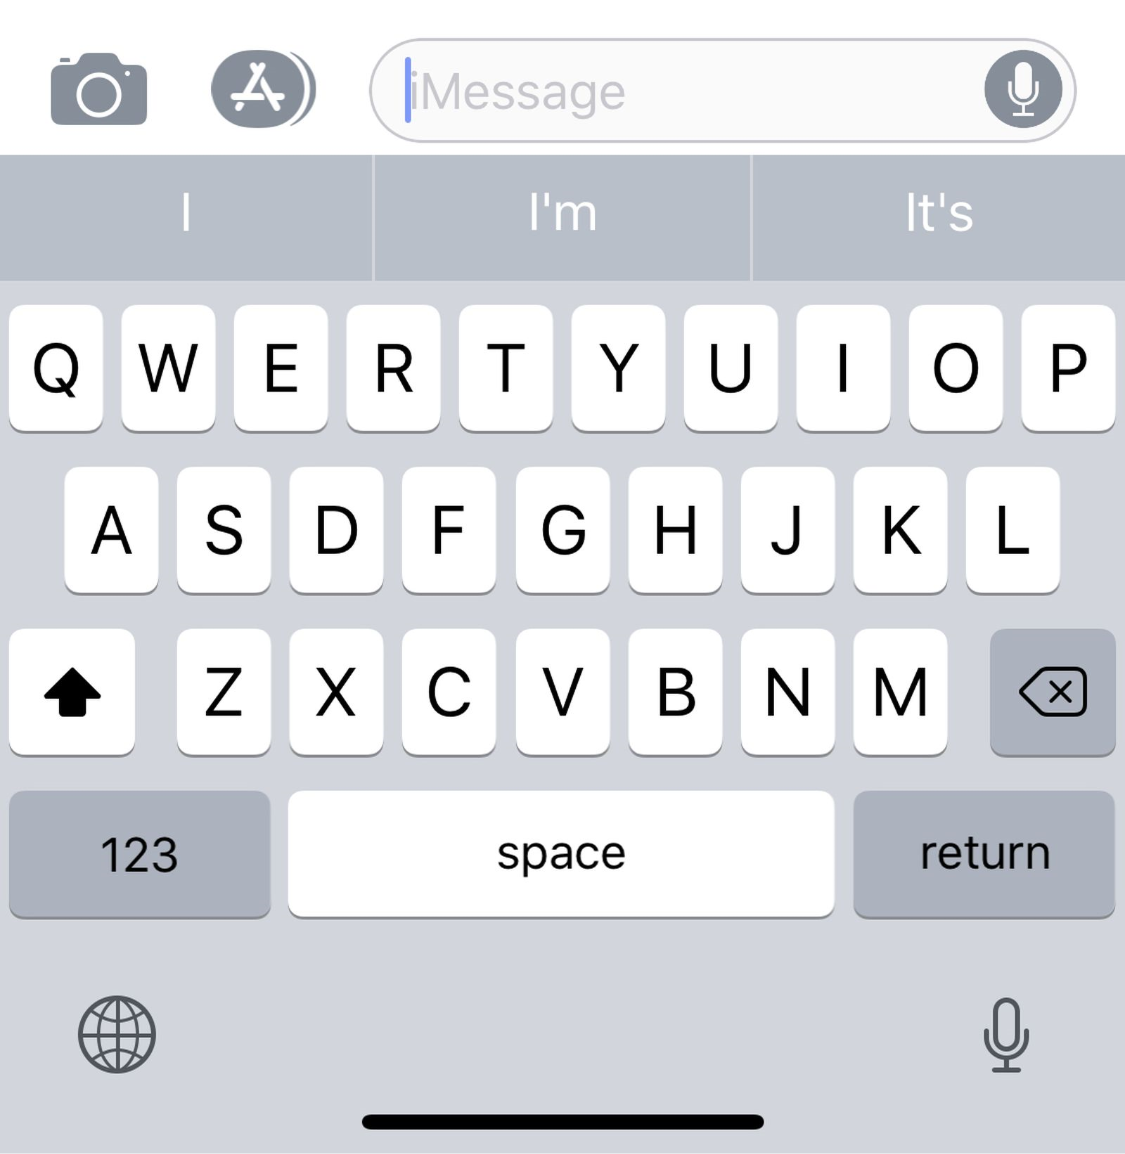 iMessage
I I'm It's
Q W E R T Y U I O P
A S D F G H J K L
Z X C V B N M
123 space return